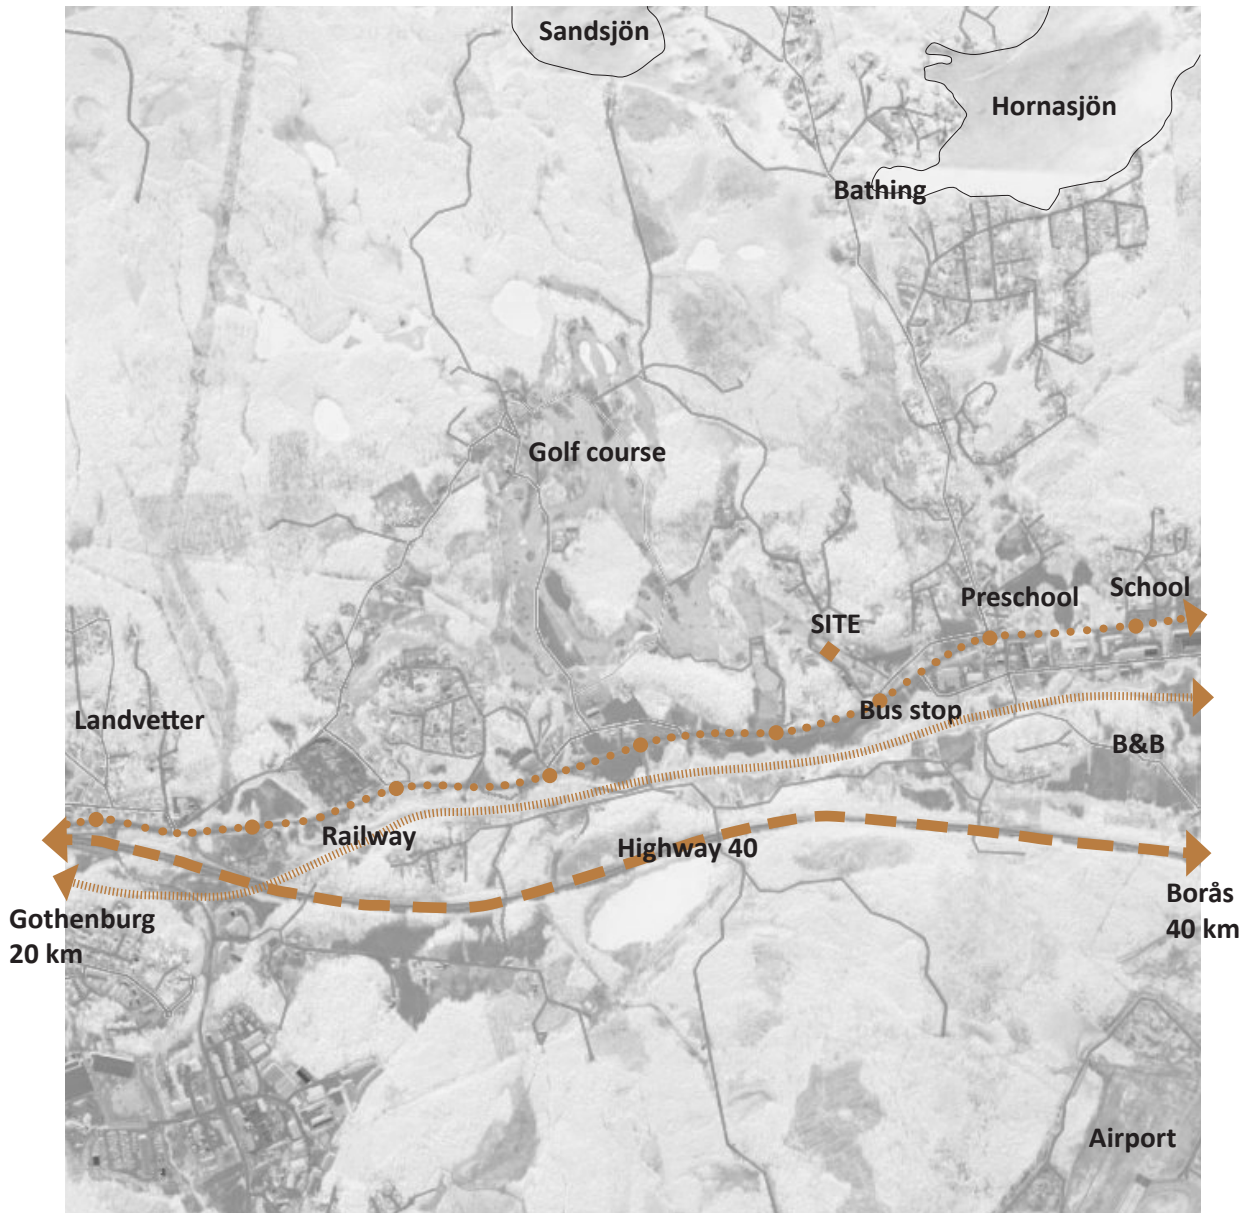 Sandsjön
Hornasjön
Bathing
Golf course
School
Preschool
SITE
Bus stop
Landvetter
B&B
Railway
Highway 40
Gothenburg
20 km
Borås
40 km
Airport